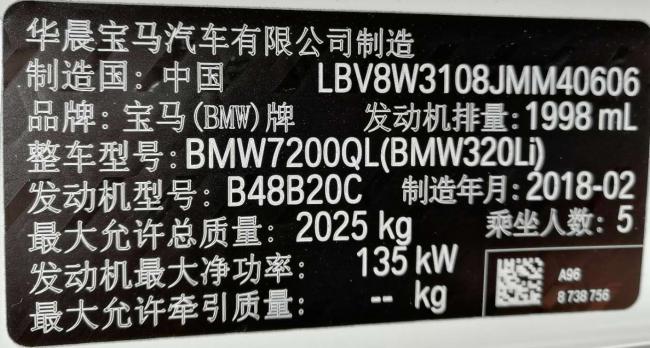 华晨宝马汽车有限公司制造
制造国: 中国 LBV8W3108JMM40606
品牌: 宝马(BMW)牌 发动机排量: 1998 mL
整车型号: BMW7200QL(BMW320Li)
发动机型号: B48B20C 制造年月: 2018-02
最大允许总质量: 2025 kg 乘坐人数: 5
发动机最大净功率: 135 kW
最大允许牵引质量: -- kg
A96
8 738 756